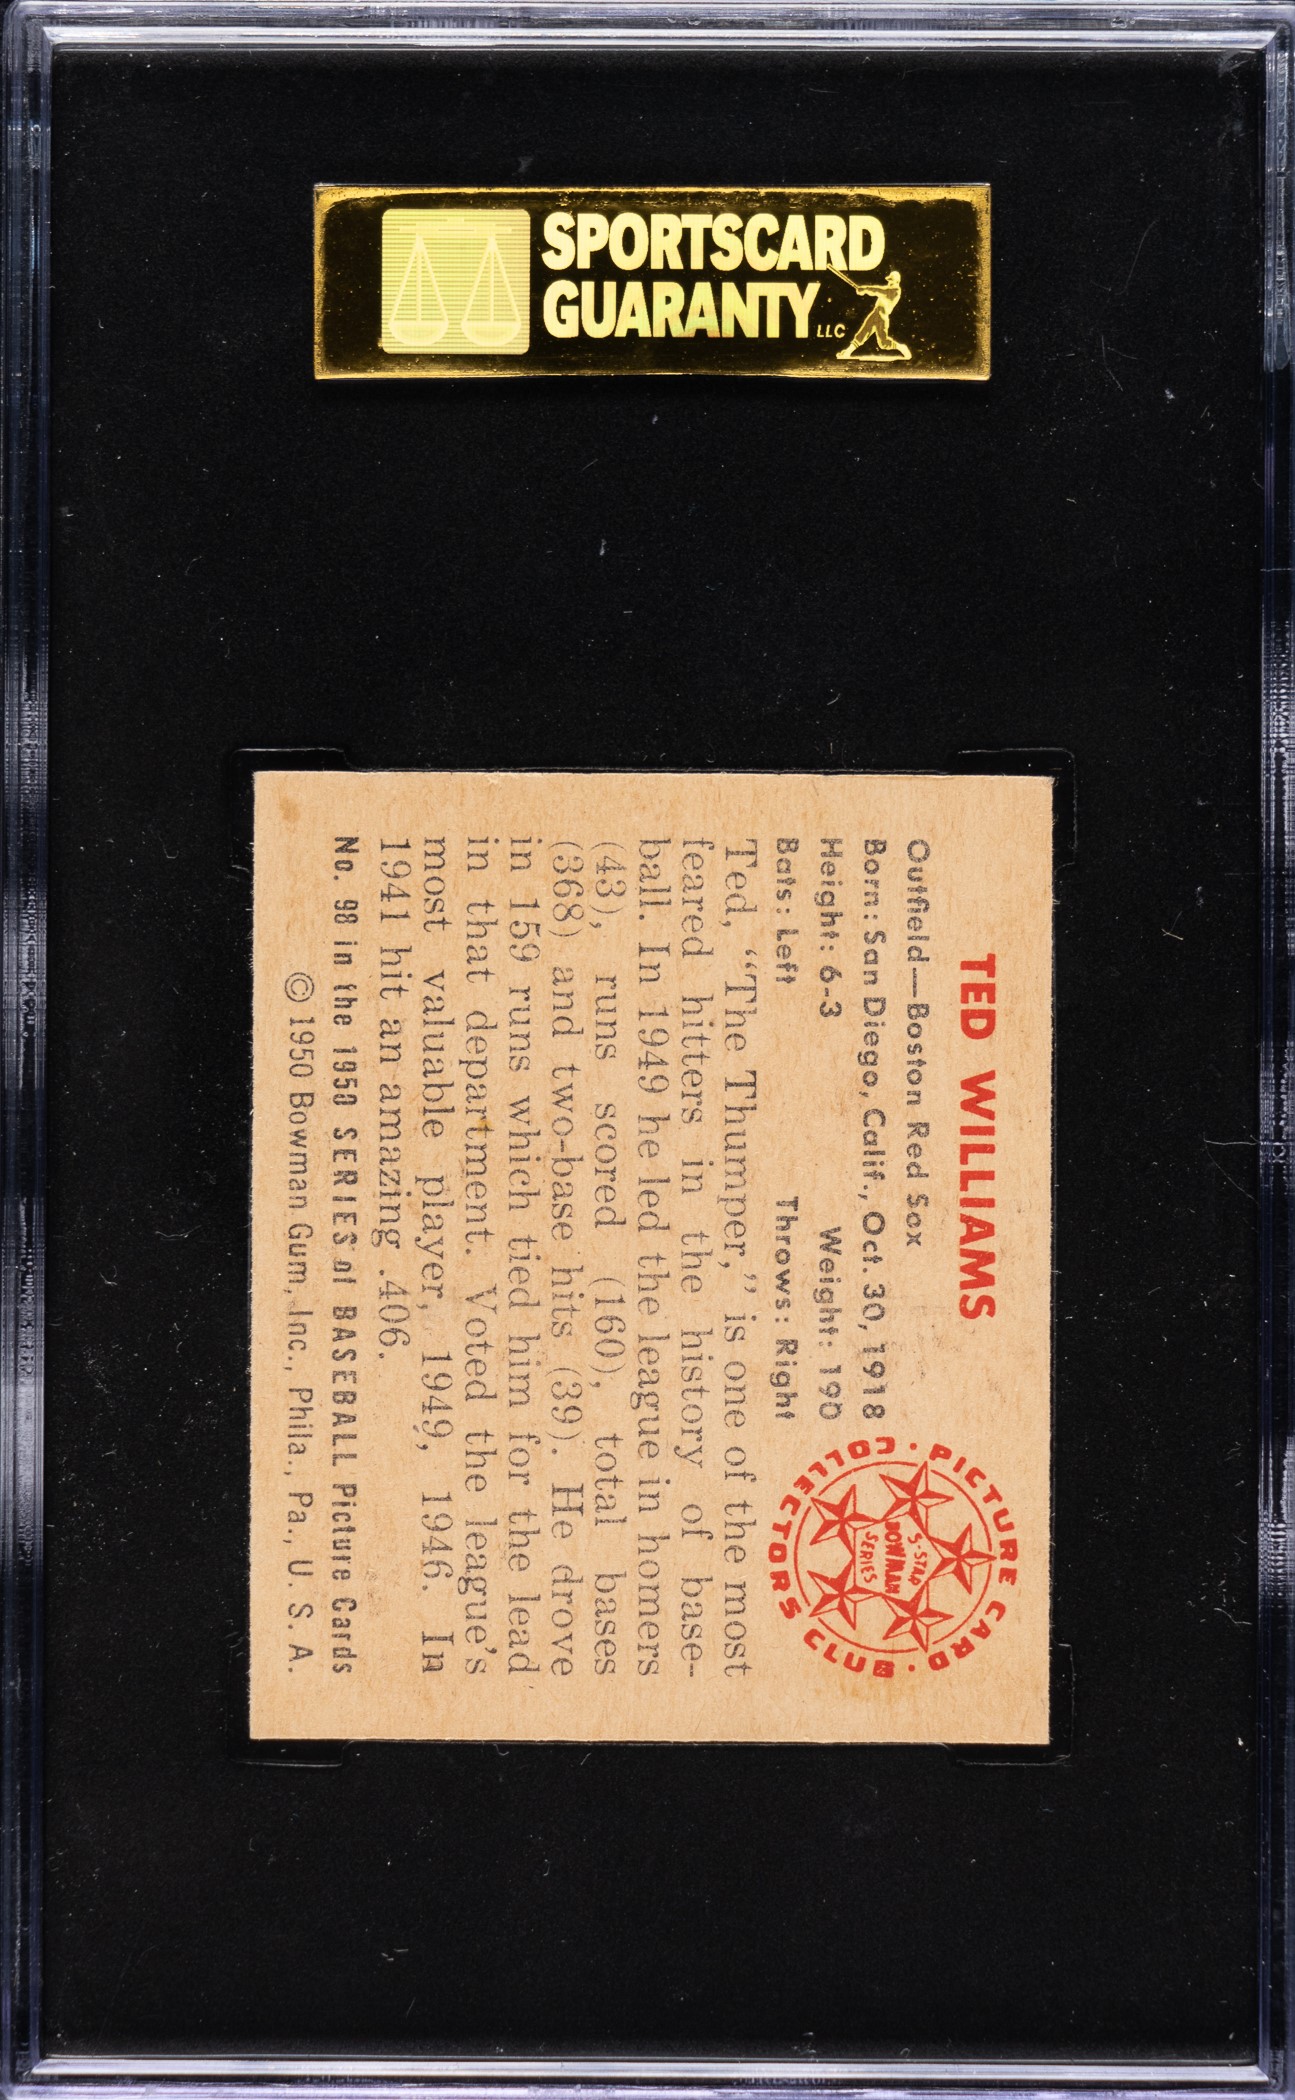 SPORTSCARD
GUARANTY LLC
TED WILLIAMS
Outfield—Boston Red Sox
Born: San Diego, Calif., Oct. 30, 1918
Height: 6-3 Weight: 190
Bats: Left Throws: Right
PICTURE CARD · COLLECTORS CLUB ·
5-STAR
BOWMAN
SERIES
Ted, “The Thumper,” is one of the most
feared hitters in the history of base-
ball. In 1949 he led the league in homers
(43), runs scored (160), total bases
(368) and two-base hits (39). He drove
in 159 runs which tied him for the lead
in that department. Voted the league's
most valuable player, 1949, 1946. In
1941 hit an amazing .406.
No. 98 in the 1950 SERIES of BASEBALL Picture Cards
© 1950 Bowman Gum, Inc., Phila., Pa., U. S. A.